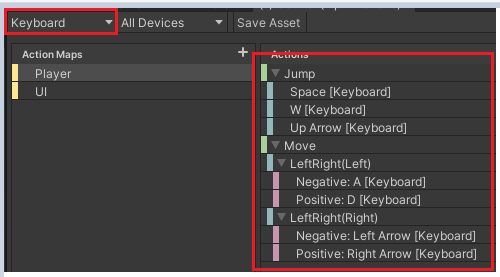 Keyboard
All Devices
Save Asset
Action Maps
+
Player
UI
Actions
Jump
Space [Keyboard]
W [Keyboard]
Up Arrow [Keyboard]
Move
LeftRight(Left)
Negative: A [Keyboard]
Positive: D [Keyboard]
LeftRight(Right)
Negative: Left Arrow [Keyboard]
Positive: Right Arrow [Keyboard]